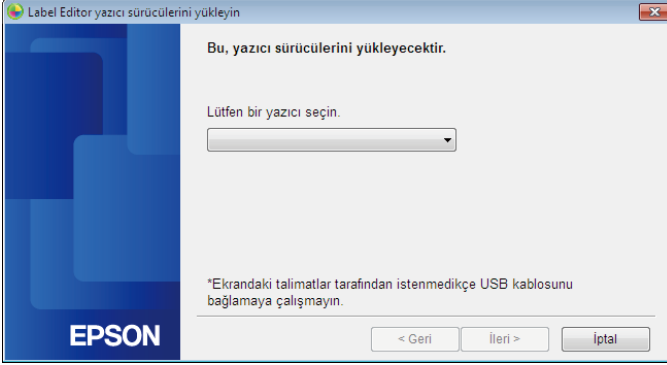 Label Editor yazıcı sürücülerini yükleyin
Bu, yazıcı sürücülerini yükleyecektir.
Lütfen bir yazıcı seçin.
*Ekrandaki talimatlar tarafından istenmedikçe USB kablosunu
bağlamaya çalışmayın.
EPSON
< Geri
İleri >
İptal